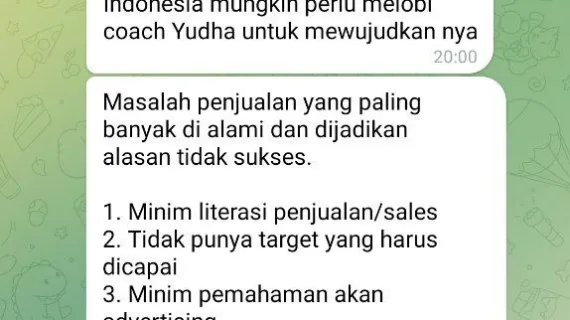 Indonesia mungkin perlu melobi
coach Yudha untuk mewujudkan nya
20:00
Masalah penjualan yang paling
banyak di alami dan dijadikan
alasan tidak sukses.
1. Minim literasi penjualan/sales
2. Tidak punya target yang harus
dicapai
3. Minim pemahaman akan
advertising